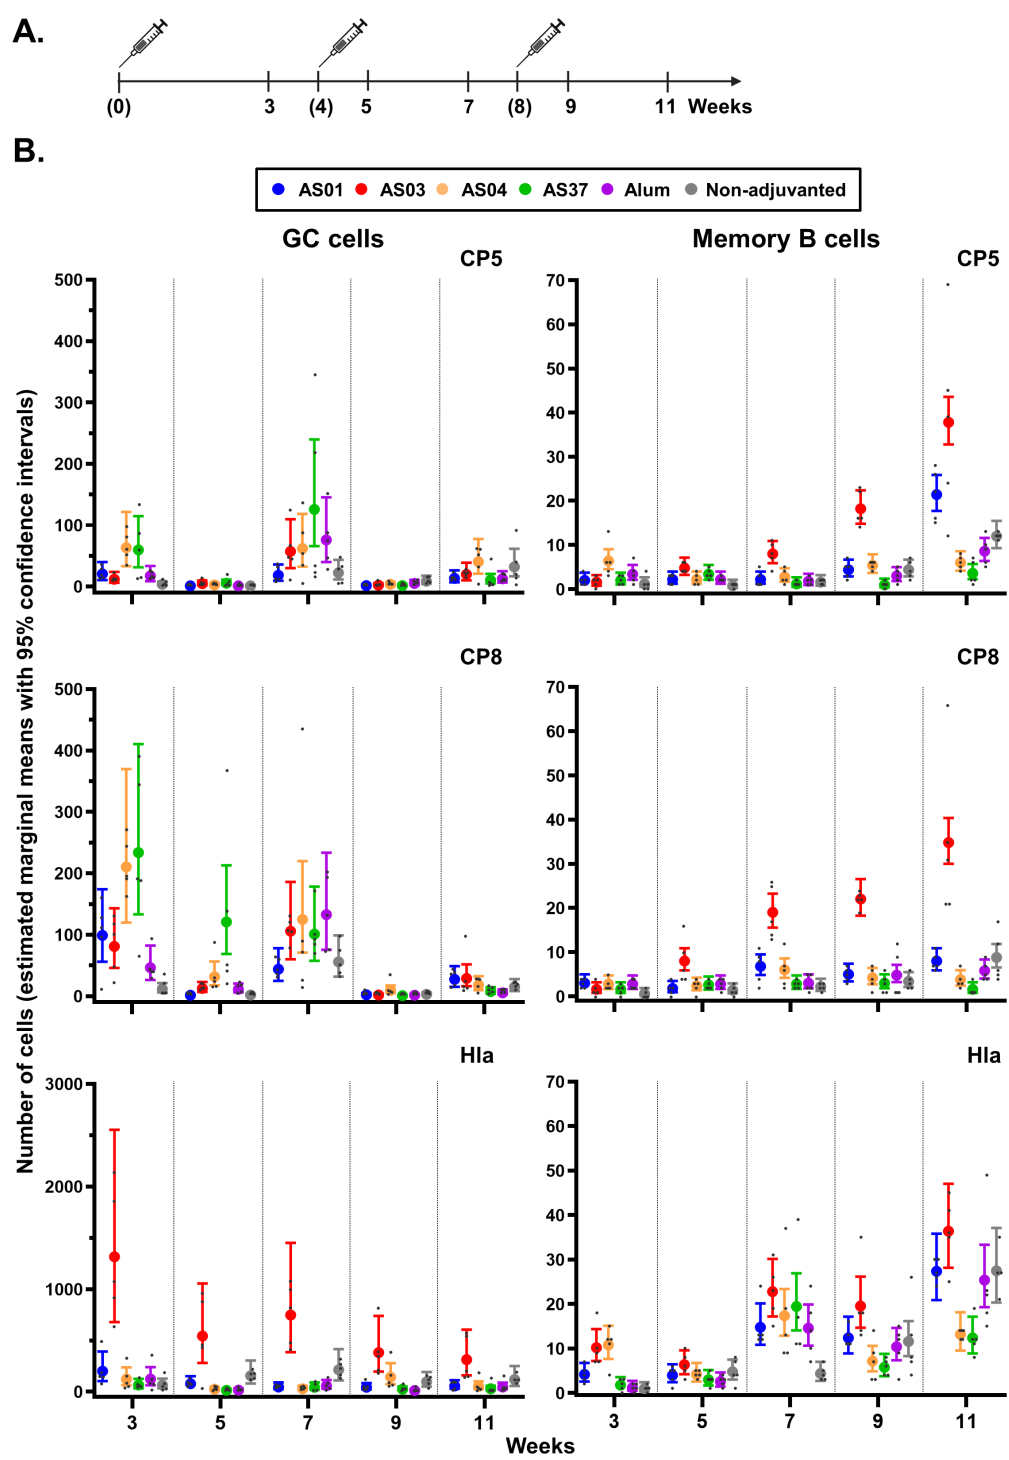 A.
(0) 3 (4) 5 7 (8) 9 11 Weeks
B.
AS01 AS03 AS04 AS37 Alum Non-adjuvanted
GC cells Memory B cells
Number of cells (estimated marginal means with 95% confidence intervals)
CP5
500
400
300
200
100
0
CP5
70
60
50
40
30
20
10
0
CP8
500
400
300
200
100
0
CP8
70
60
50
40
30
20
10
0
Hla
3000
2000
1000
0
3 5 7 9 11
Hla
70
60
50
40
30
20
10
0
3 5 7 9 11
Weeks